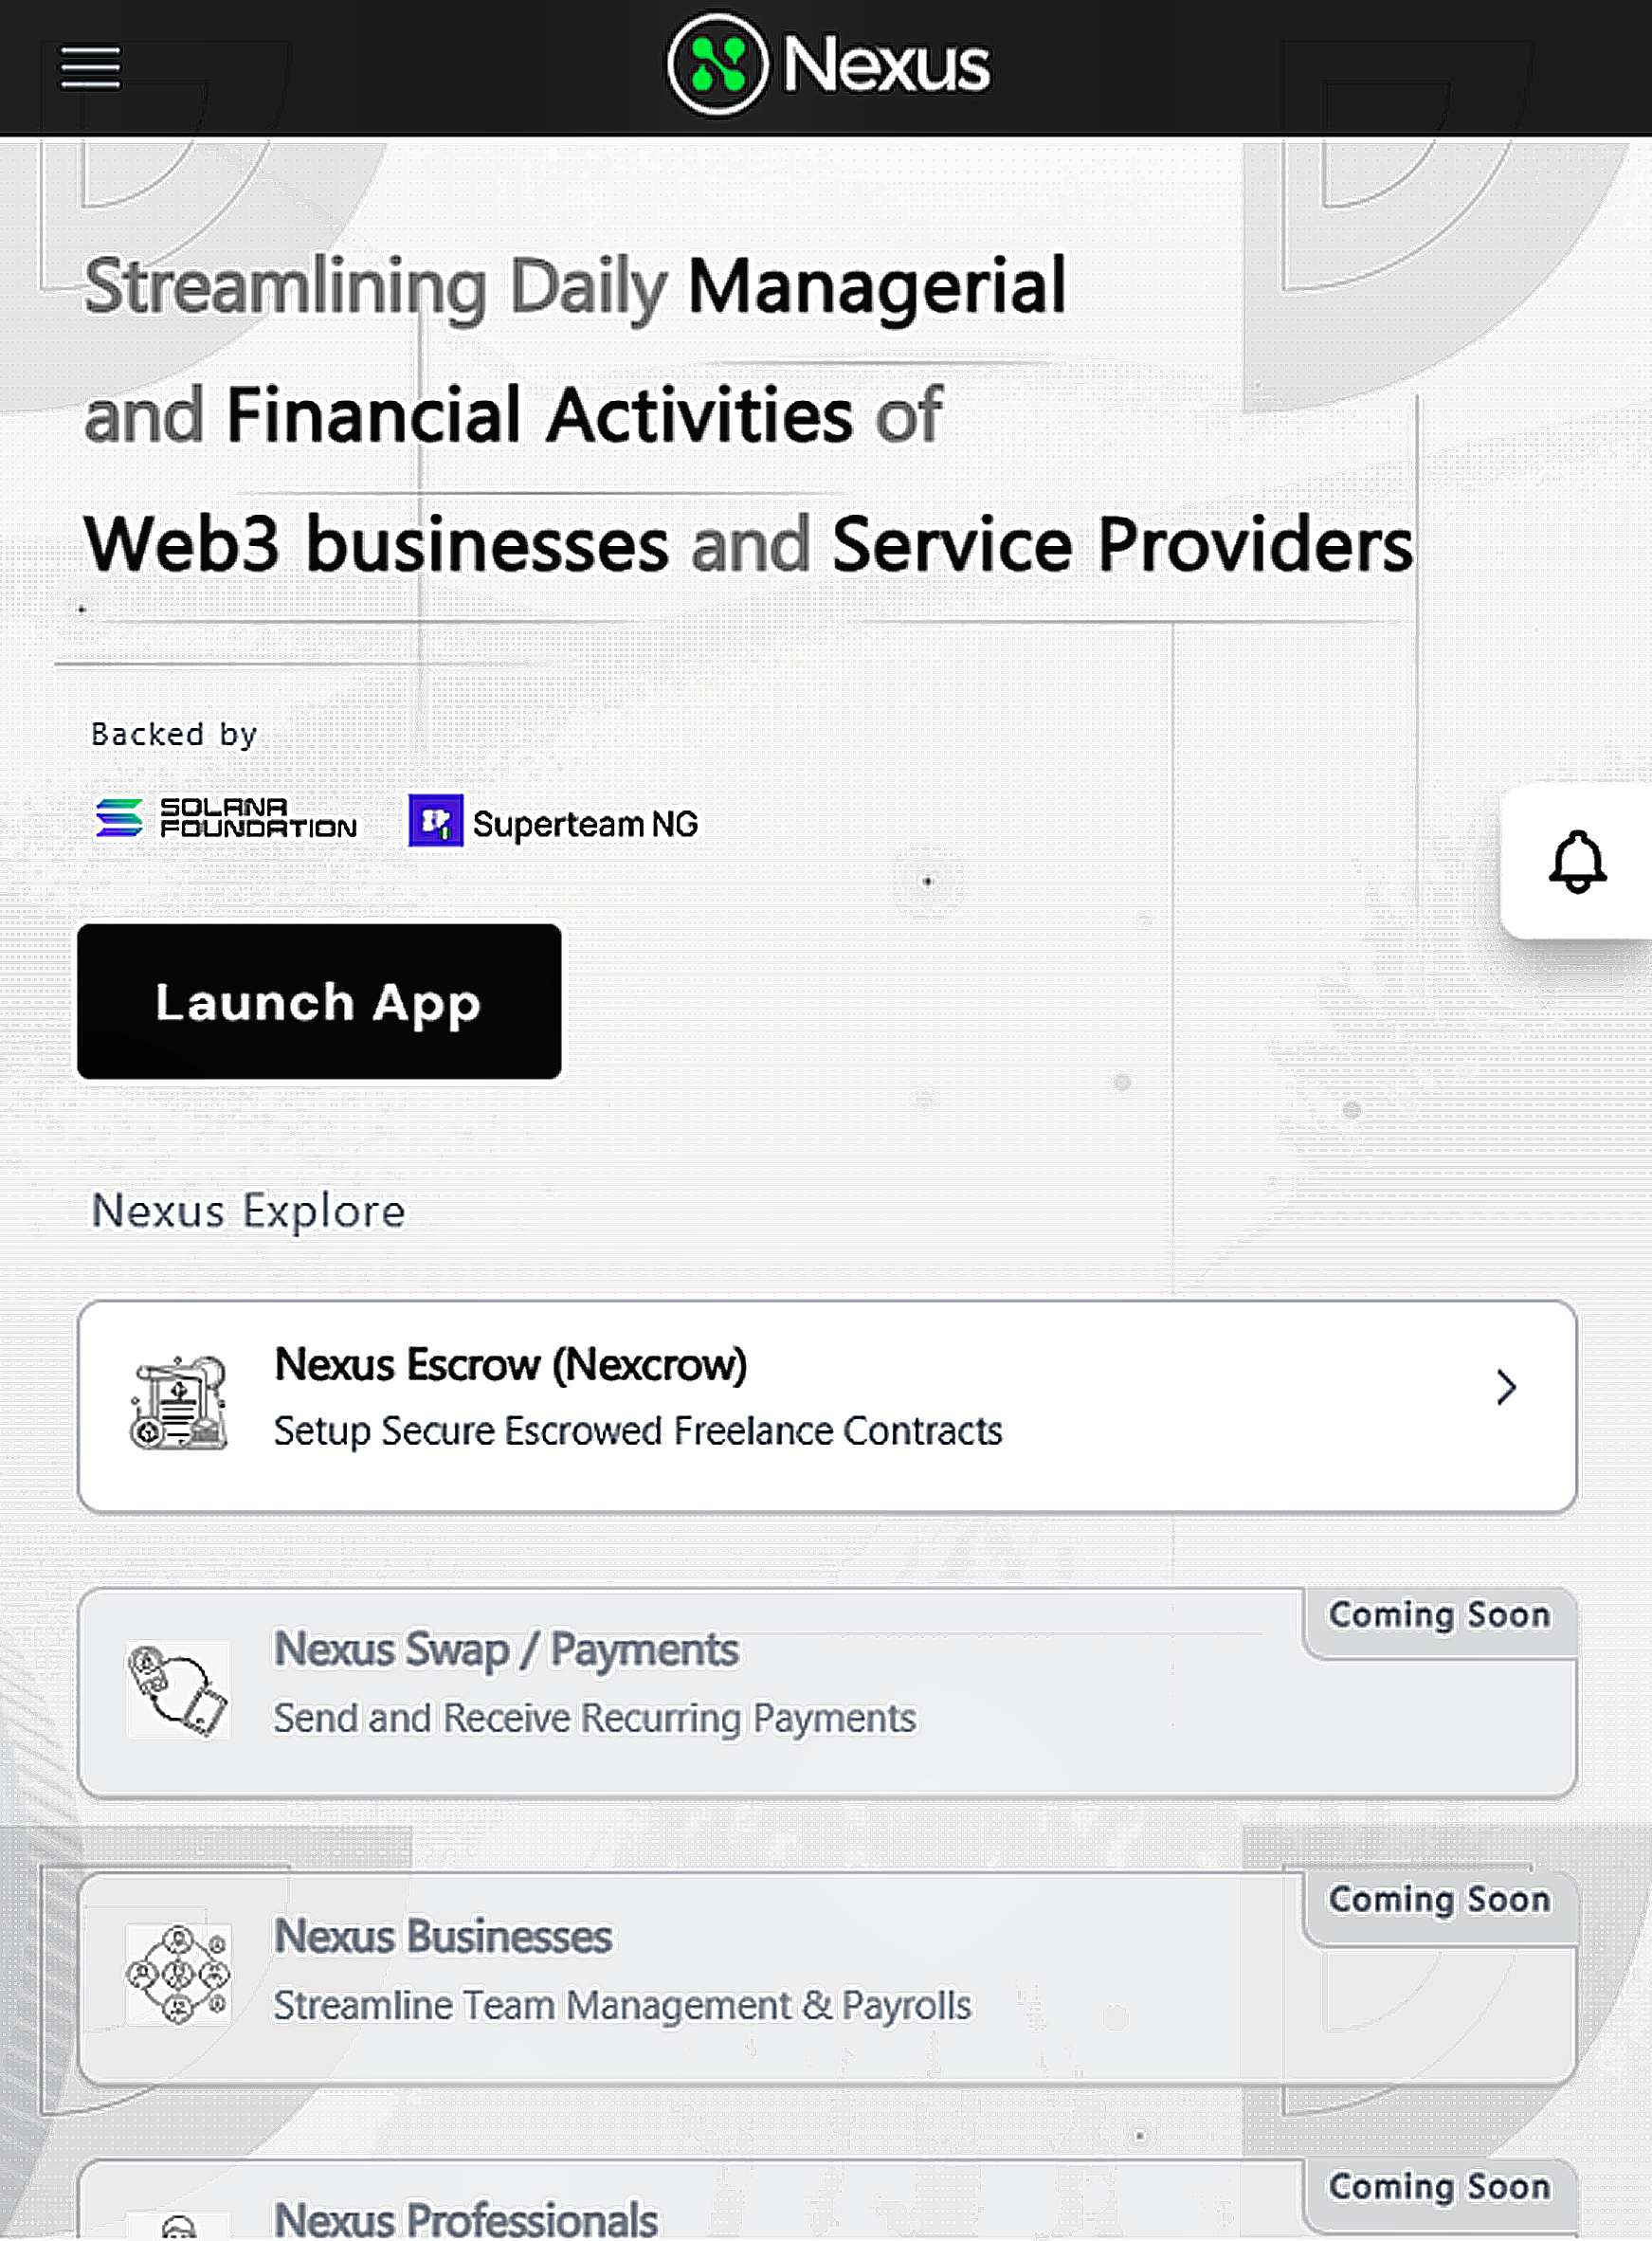 Nexus
Streamlining Daily Managerial
and Financial Activities of
Web3 businesses and Service Providers
Backed by
SOLANA
FOUNDATION
Superteam NG
Launch App
Nexus Explore
Nexus Escrow (Nexcrow)
Setup Secure Escrowed Freelance Contracts
Coming Soon
Nexus Swap / Payments
Send and Receive Recurring Payments
Coming Soon
Nexus Businesses
Streamline Team Management & Payrolls
Coming Soon
Nexus Professionals